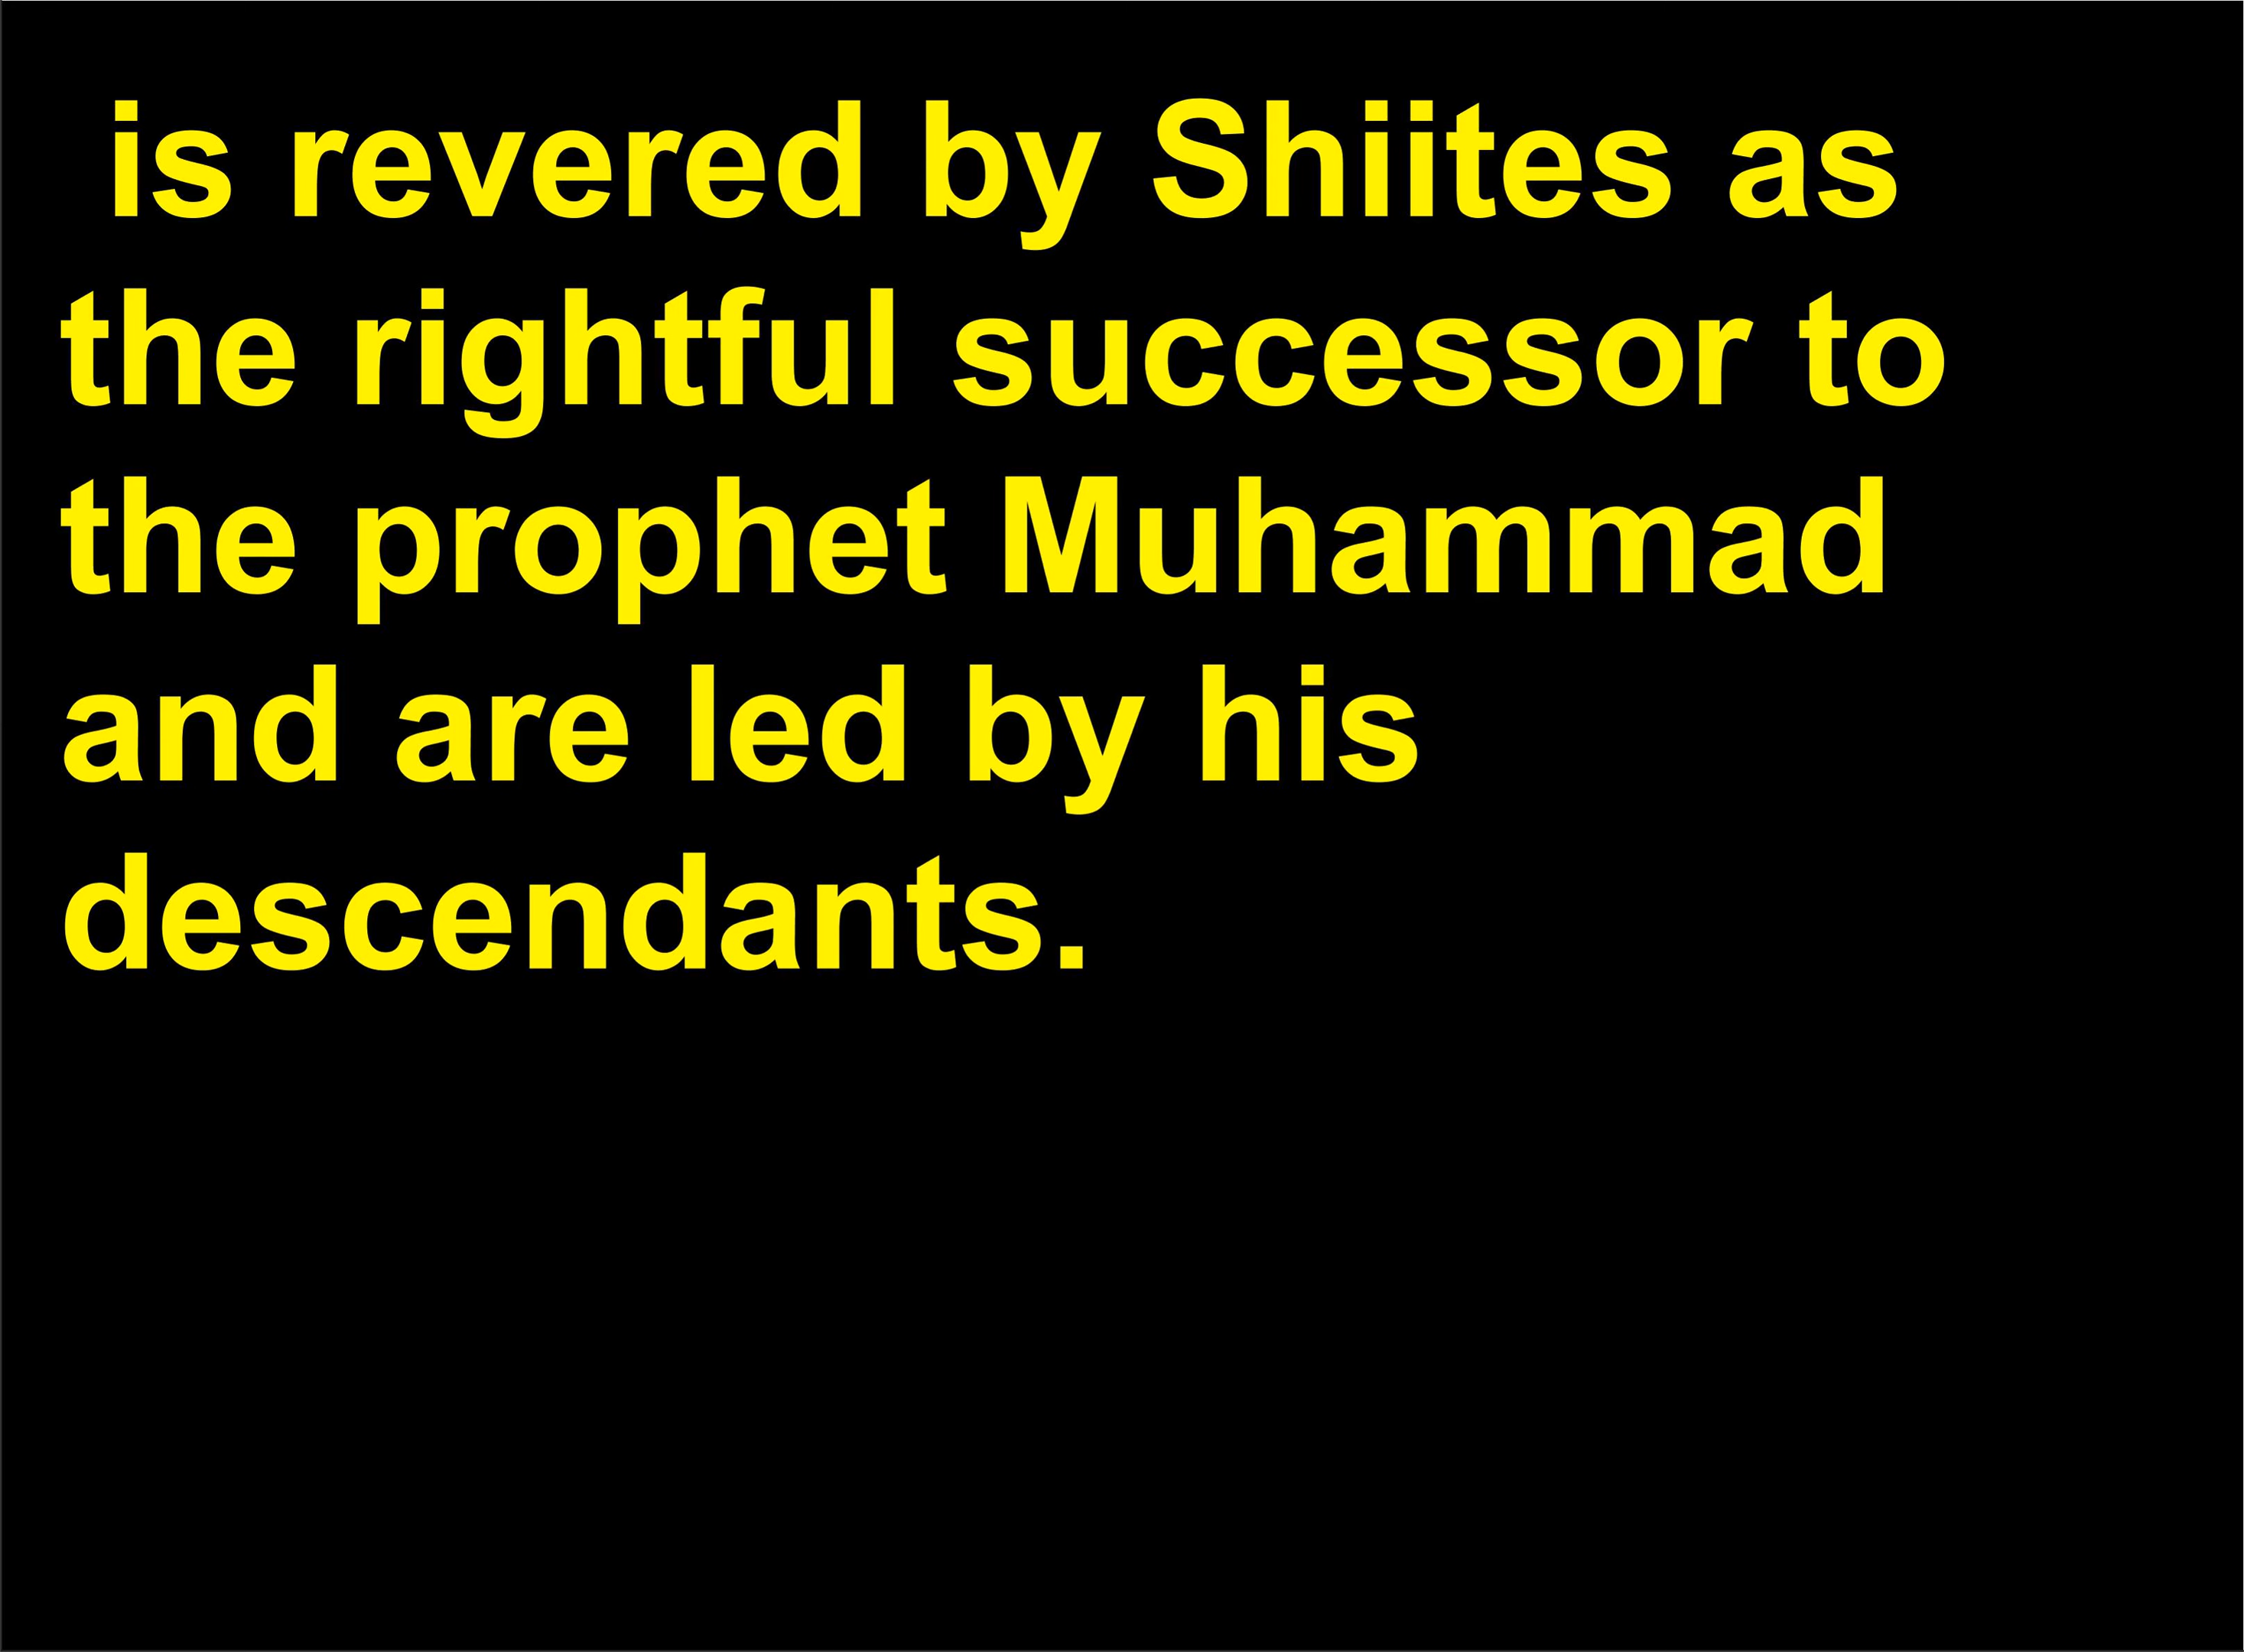 is revered by Shiites as
the rightful successor to
the prophet Muhammad
and are led by his
descendants.